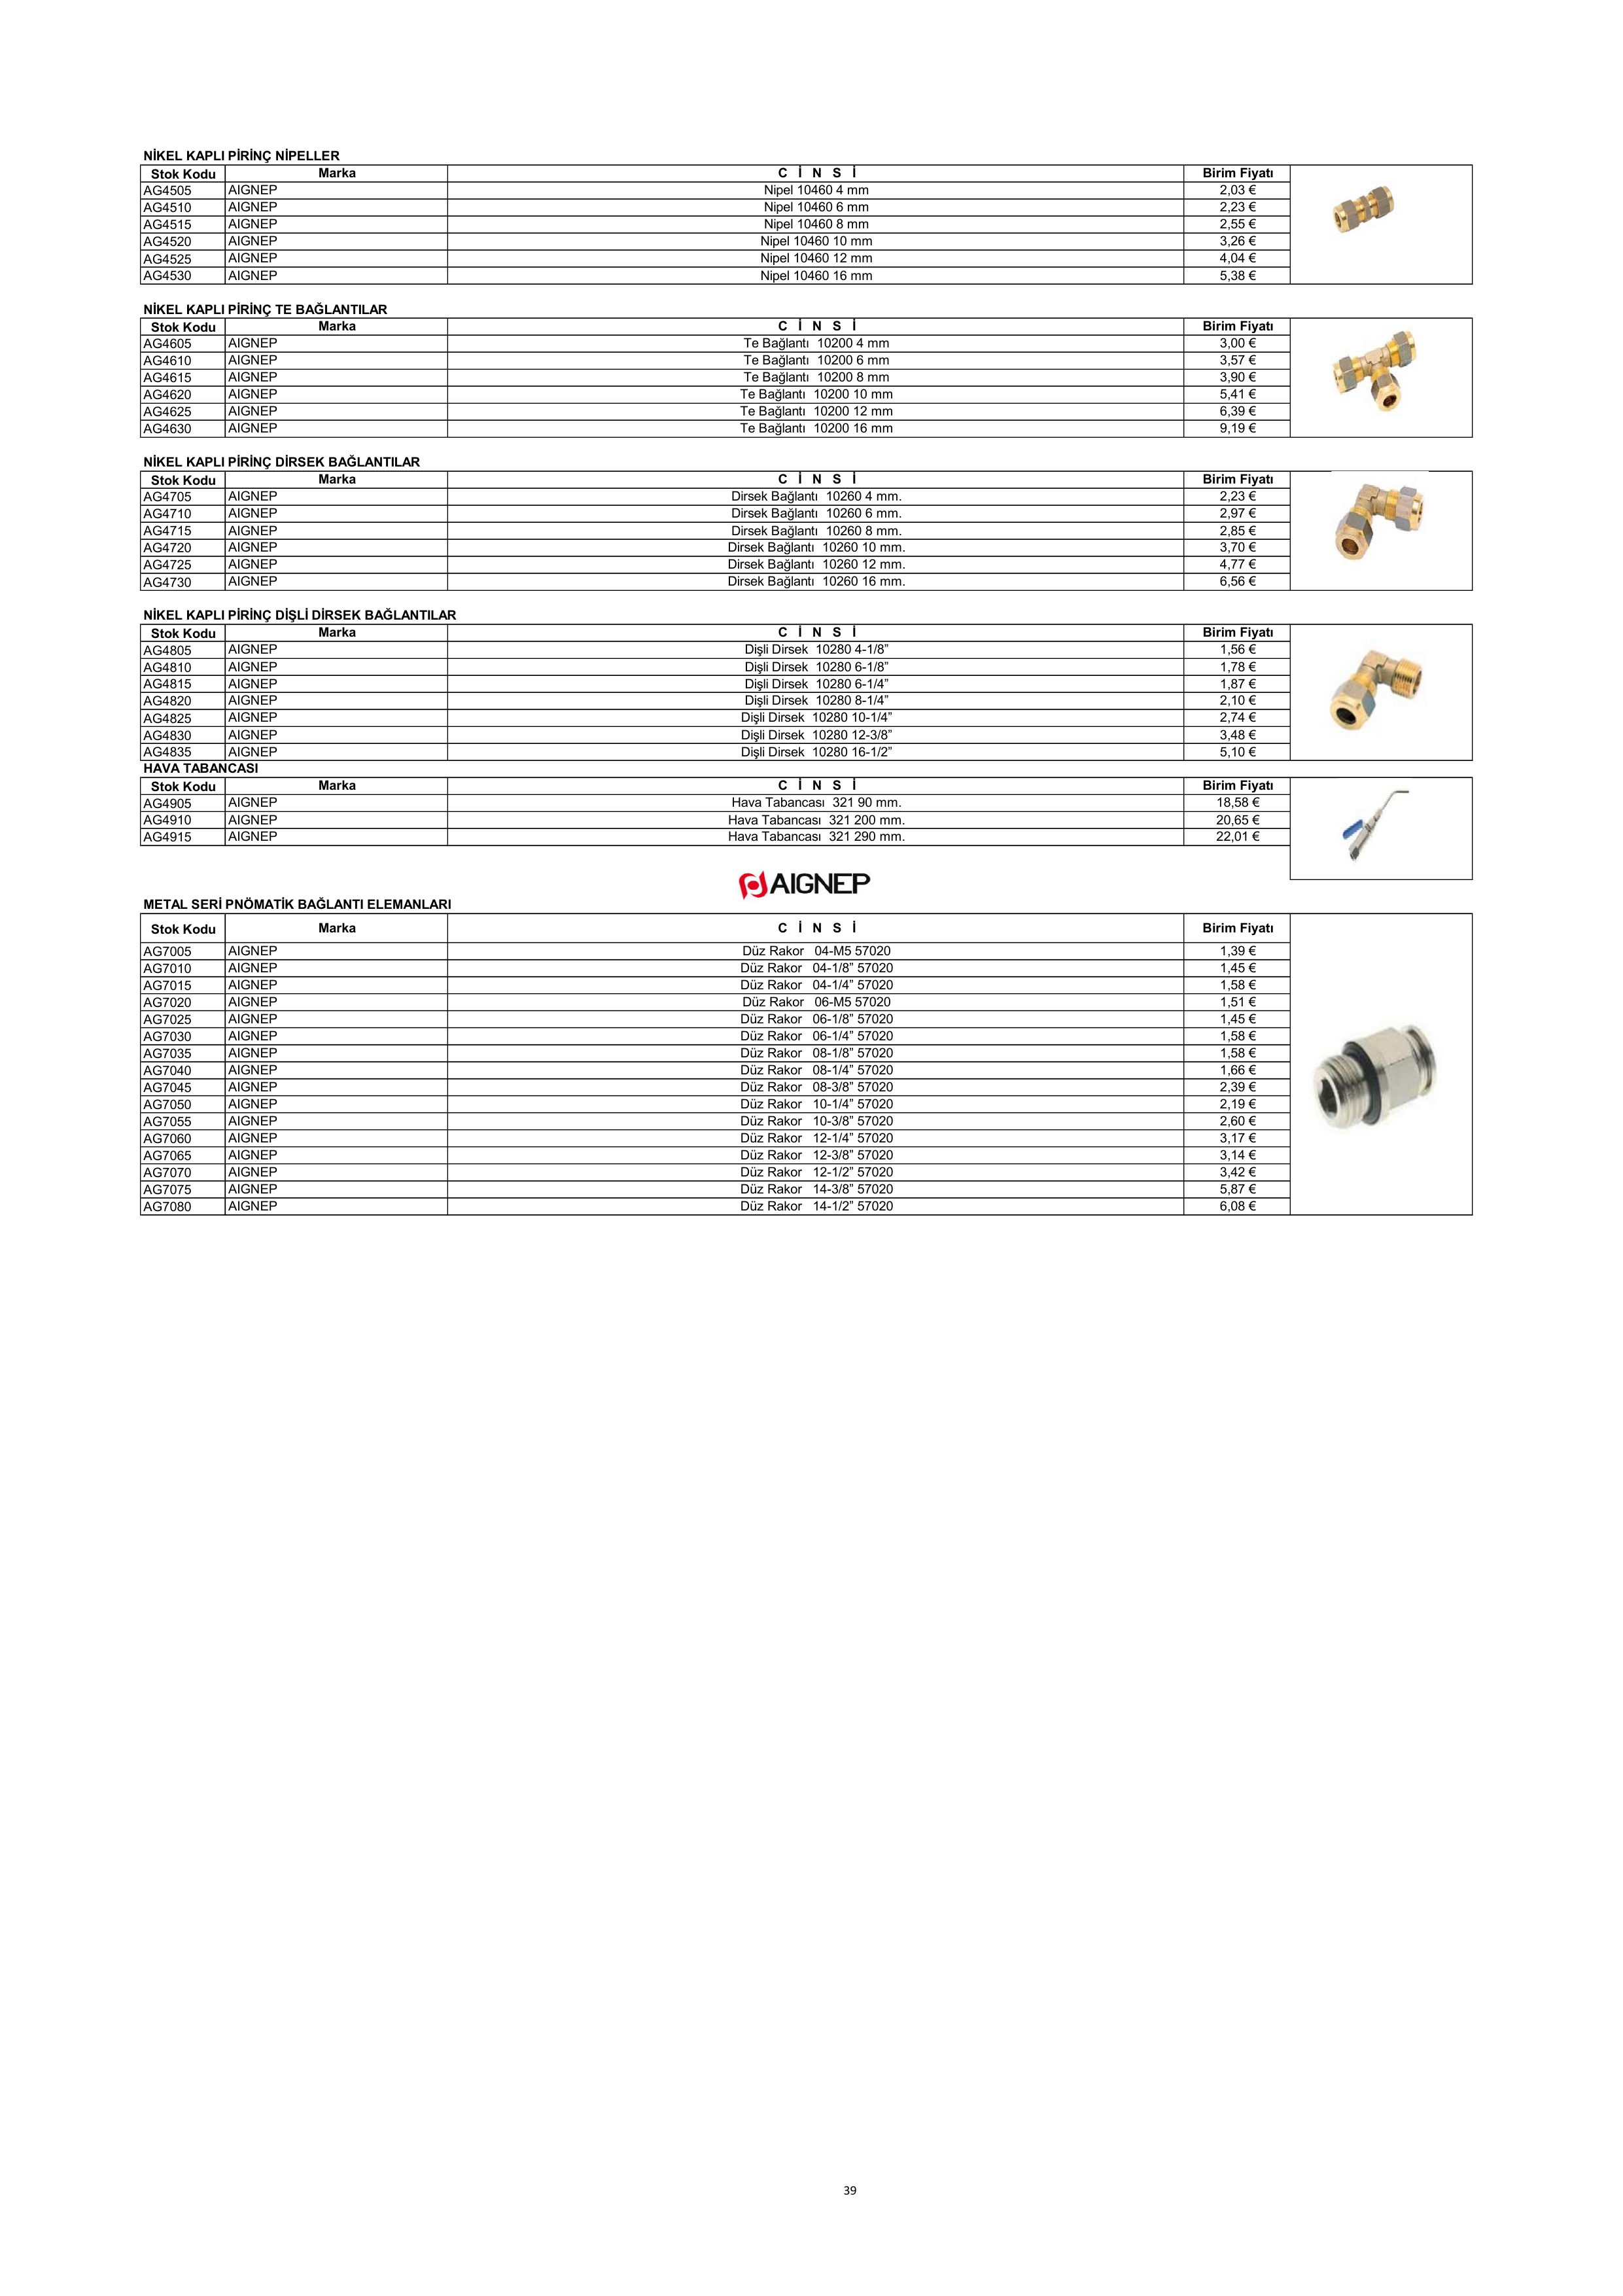 NİKEL KAPLI PİRİNÇ NİPELLER
Stok Kodu Marka C İ N S İ Birim Fiyatı
AG4505 AIGNEP Nipel 10460 4 mm 2,03 €
AG4510 AIGNEP Nipel 10460 6 mm 2,23 €
AG4515 AIGNEP Nipel 10460 8 mm 2,55 €
AG4520 AIGNEP Nipel 10460 10 mm 3,26 €
AG4525 AIGNEP Nipel 10460 12 mm 4,04 €
AG4530 AIGNEP Nipel 10460 16 mm 5,38 €
NİKEL KAPLI PİRİNÇ TE BAĞLANTILAR
Stok Kodu Marka C İ N S İ Birim Fiyatı
AG4605 AIGNEP Te Bağlantı 10200 4 mm 3,00 €
AG4610 AIGNEP Te Bağlantı 10200 6 mm 3,57 €
AG4615 AIGNEP Te Bağlantı 10200 8 mm 3,90 €
AG4620 AIGNEP Te Bağlantı 10200 10 mm 5,41 €
AG4625 AIGNEP Te Bağlantı 10200 12 mm 6,39 €
AG4630 AIGNEP Te Bağlantı 10200 16 mm 9,19 €
NİKEL KAPLI PİRİNÇ DİRSEK BAĞLANTILAR
Stok Kodu Marka C İ N S İ Birim Fiyatı
AG4705 AIGNEP Dirsek Bağlantı 10260 4 mm. 2,23 €
AG4710 AIGNEP Dirsek Bağlantı 10260 6 mm. 2,97 €
AG4715 AIGNEP Dirsek Bağlantı 10260 8 mm. 2,85 €
AG4720 AIGNEP Dirsek Bağlantı 10260 10 mm. 3,70 €
AG4725 AIGNEP Dirsek Bağlantı 10260 12 mm. 4,77 €
AG4730 AIGNEP Dirsek Bağlantı 10260 16 mm. 6,56 €
NİKEL KAPLI PİRİNÇ DİŞLİ DİRSEK BAĞLANTILAR
Stok Kodu Marka C İ N S İ Birim Fiyatı
AG4805 AIGNEP Dişli Dirsek 10280 4-1/8” 1,56 €
AG4810 AIGNEP Dişli Dirsek 10280 6-1/8” 1,78 €
AG4815 AIGNEP Dişli Dirsek 10280 6-1/4” 1,87 €
AG4820 AIGNEP Dişli Dirsek 10280 8-1/4” 2,10 €
AG4825 AIGNEP Dişli Dirsek 10280 10-1/4” 2,74 €
AG4830 AIGNEP Dişli Dirsek 10280 12-3/8” 3,48 €
AG4835 AIGNEP Dişli Dirsek 10280 16-1/2” 5,10 €
HAVA TABANCASI
Stok Kodu Marka C İ N S İ Birim Fiyatı
AG4905 AIGNEP Hava Tabancası 321 90 mm. 18,58 €
AG4910 AIGNEP Hava Tabancası 321 200 mm. 20,65 €
AG4915 AIGNEP Hava Tabancası 321 290 mm. 22,01 €
AIGNEP
METAL SERİ PNÖMATİK BAĞLANTI ELEMANLARI
Stok Kodu Marka C İ N S İ Birim Fiyatı
AG7005 AIGNEP Düz Rakor 04-M5 57020 1,39 €
AG7010 AIGNEP Düz Rakor 04-1/8” 57020 1,45 €
AG7015 AIGNEP Düz Rakor 04-1/4” 57020 1,58 €
AG7020 AIGNEP Düz Rakor 06-M5 57020 1,51 €
AG7025 AIGNEP Düz Rakor 06-1/8” 57020 1,45 €
AG7030 AIGNEP Düz Rakor 06-1/4” 57020 1,58 €
AG7035 AIGNEP Düz Rakor 08-1/8” 57020 1,58 €
AG7040 AIGNEP Düz Rakor 08-1/4” 57020 1,66 €
AG7045 AIGNEP Düz Rakor 08-3/8” 57020 2,39 €
AG7050 AIGNEP Düz Rakor 10-1/4” 57020 2,19 €
AG7055 AIGNEP Düz Rakor 10-3/8” 57020 2,60 €
AG7060 AIGNEP Düz Rakor 12-1/4” 57020 3,17 €
AG7065 AIGNEP Düz Rakor 12-3/8” 57020 3,14 €
AG7070 AIGNEP Düz Rakor 12-1/2” 57020 3,42 €
AG7075 AIGNEP Düz Rakor 14-3/8” 57020 5,87 €
AG7080 AIGNEP Düz Rakor 14-1/2” 57020 6,08 €
39